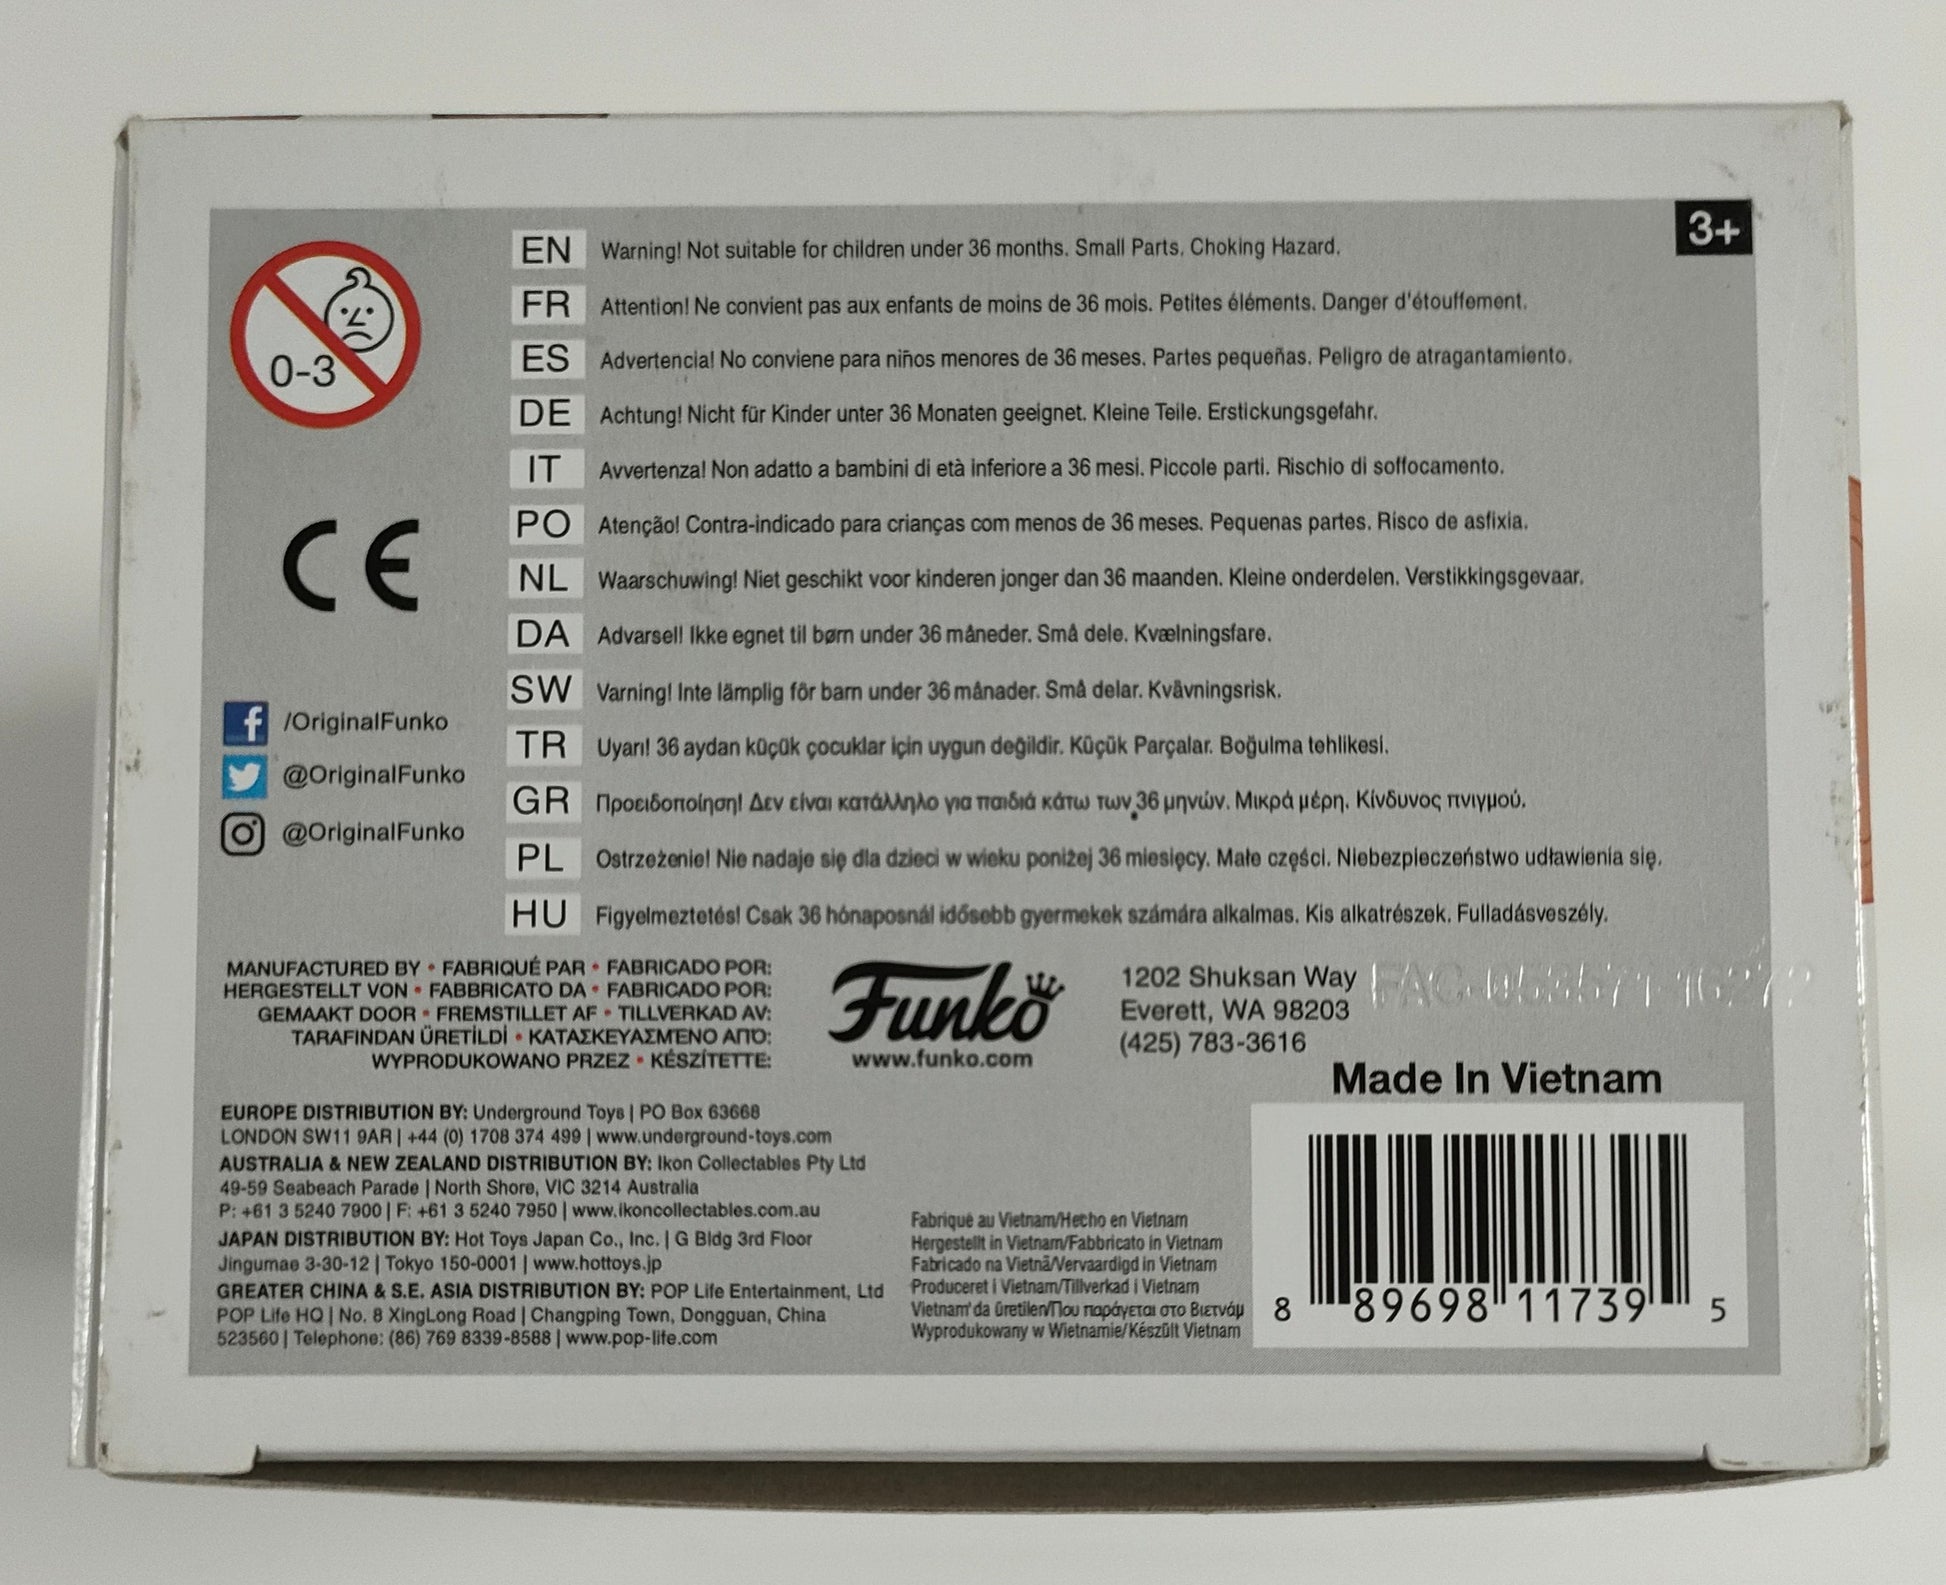 3+
0-3
EN Warning! Not suitable for children under 36 months. Small Parts. Choking Hazard.
FR Attention! Ne convient pas aux enfants de moins de 36 mois. Petites éléments. Danger d'étouffement.
ES Advertencia! No conviene para niños menores de 36 meses. Partes pequeñas. Peligro de atragantamiento.
DE Achtung! Nicht für Kinder unter 36 Monaten geeignet. Kleine Teile. Erstickungsgefahr.
IT Avvertenza! Non adatto a bambini di età inferiore a 36 mesi. Piccole parti. Rischio di soffocamento.
PO Atenção! Contra-indicado para crianças com menos de 36 meses. Pequenas partes. Risco de asfixia.
NL Waarschuwing! Niet geschikt voor kinderen jonger dan 36 maanden. Kleine onderdelen. Verstikkingsgevaar.
DA Advarsel! Ikke egnet til børn under 36 måneder. Små dele. Kvælningsfare.
SW Varning! Inte lämplig för barn under 36 månader. Små delar. Kvävningsrisk.
TR Uyarı! 36 aydan küçük çocuklar için uygun değildir. Küçük Parçalar. Boğulma tehlikesi.
GR Προειδοποίηση! Δεν είναι κατάλληλο για παιδιά κάτω των 36 μηνών. Μικρά μέρη. Κίνδυνος πνιγμού.
PL Ostrzeżenie! Nie nadaje się dla dzieci w wieku poniżej 36 miesięcy. Małe części. Niebezpieczeństwo udławienia się.
HU Figyelmeztetés! Csak 36 hónaposnál idősebb gyermekek számára alkalmas. Kis alkatrészek. Fulladásveszély.
CE
/OriginalFunko
@OriginalFunko
@OriginalFunko
MANUFACTURED BY • FABRIQUÉ PAR • FABRICADO POR:
HERGESTELLT VON • FABBRICATO DA • FABRICADO POR:
GEMAAKT DOOR • FREMSTILLET AF • TILLVERKAD AV:
TARAFINDAN ÜRETİLDİ • ΚΑΤΑΣΚΕΥΑΣΜΕΝΟ ΑΠΌ:
WYPRODUKOWANO PRZEZ • KÉSZÍTETTE:
Funko
www.funko.com
1202 Shuksan Way
Everett, WA 98203
(425) 783-3616
Made In Vietnam
EUROPE DISTRIBUTION BY: Underground Toys | PO Box 63668
LONDON SW11 9AR | +44 (0) 1708 374 499 | www.underground-toys.com
AUSTRALIA & NEW ZEALAND DISTRIBUTION BY: Ikon Collectables Pty Ltd
49-59 Seabeach Parade | North Shore, VIC 3214 Australia
P: +61 3 5240 7900 | F: +61 3 5240 7950 | www.ikoncollectables.com.au
JAPAN DISTRIBUTION BY: Hot Toys Japan Co., Inc. | G Bldg 3rd Floor
Jingumae 3-30-12 | Tokyo 150-0001 | www.hottoys.jp
GREATER CHINA & S.E. ASIA DISTRIBUTION BY: POP Life Entertainment, Ltd
POP Life HQ | No. 8 XingLong Road | Changping Town, Dongguan, China
523560 | Telephone: (86) 769 8339-8588 | www.pop-life.com
Fabriqué au Vietnam/Hecho en Vietnam
Hergestellt in Vietnam/Fabbricato in Vietnam
Fabricado na Vietnã/Vervaardigd in Vietnam
Produceret i Vietnam/Tillverkad i Vietnam
Vietnam'da üretilen/Που παράγεται στο Βιετνάμ
Wyprodukowany w Wietnamie/Készült Vietnam
8 89698 11739 5